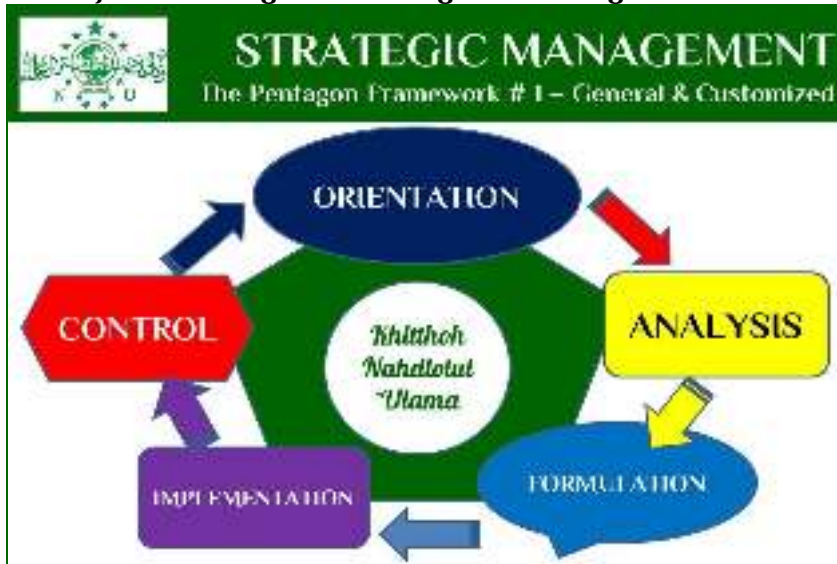 STRATEGIC MANAGEMENT
The Pentagon Framework # 1 – General & Customized
K U
ORIENTATION
CONTROL
ANALYSIS
Khitthoh
Nahdlotul
'Ulama
IMPLEMENTATION
FORMULATION